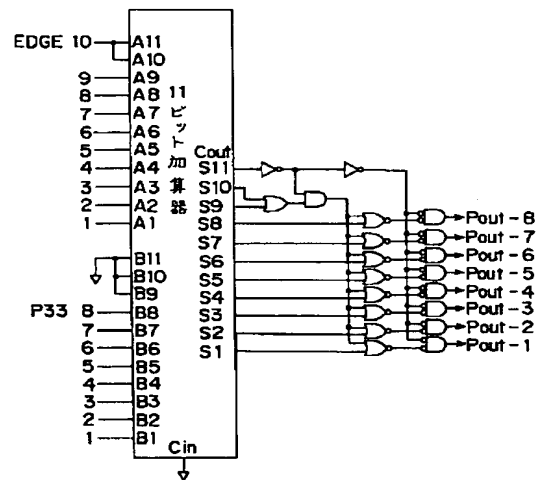 EDGE 10 A11
A10
9 A9
8 A8
7 A7
6 A6
5 A5
4 A4
3 A3
2 A2
1 A1
B11
B10
B9
P33 8 B8
7 B7
6 B6
5 B5
4 B4
3 B3
2 B2
1 B1
11ビット加算器
Cin
Cout
S11
S10
S9
S8
S7
S6
S5
S4
S3
S2
S1
Pout-8
Pout-7
Pout-6
Pout-5
Pout-4
Pout-3
Pout-2
Pout-1